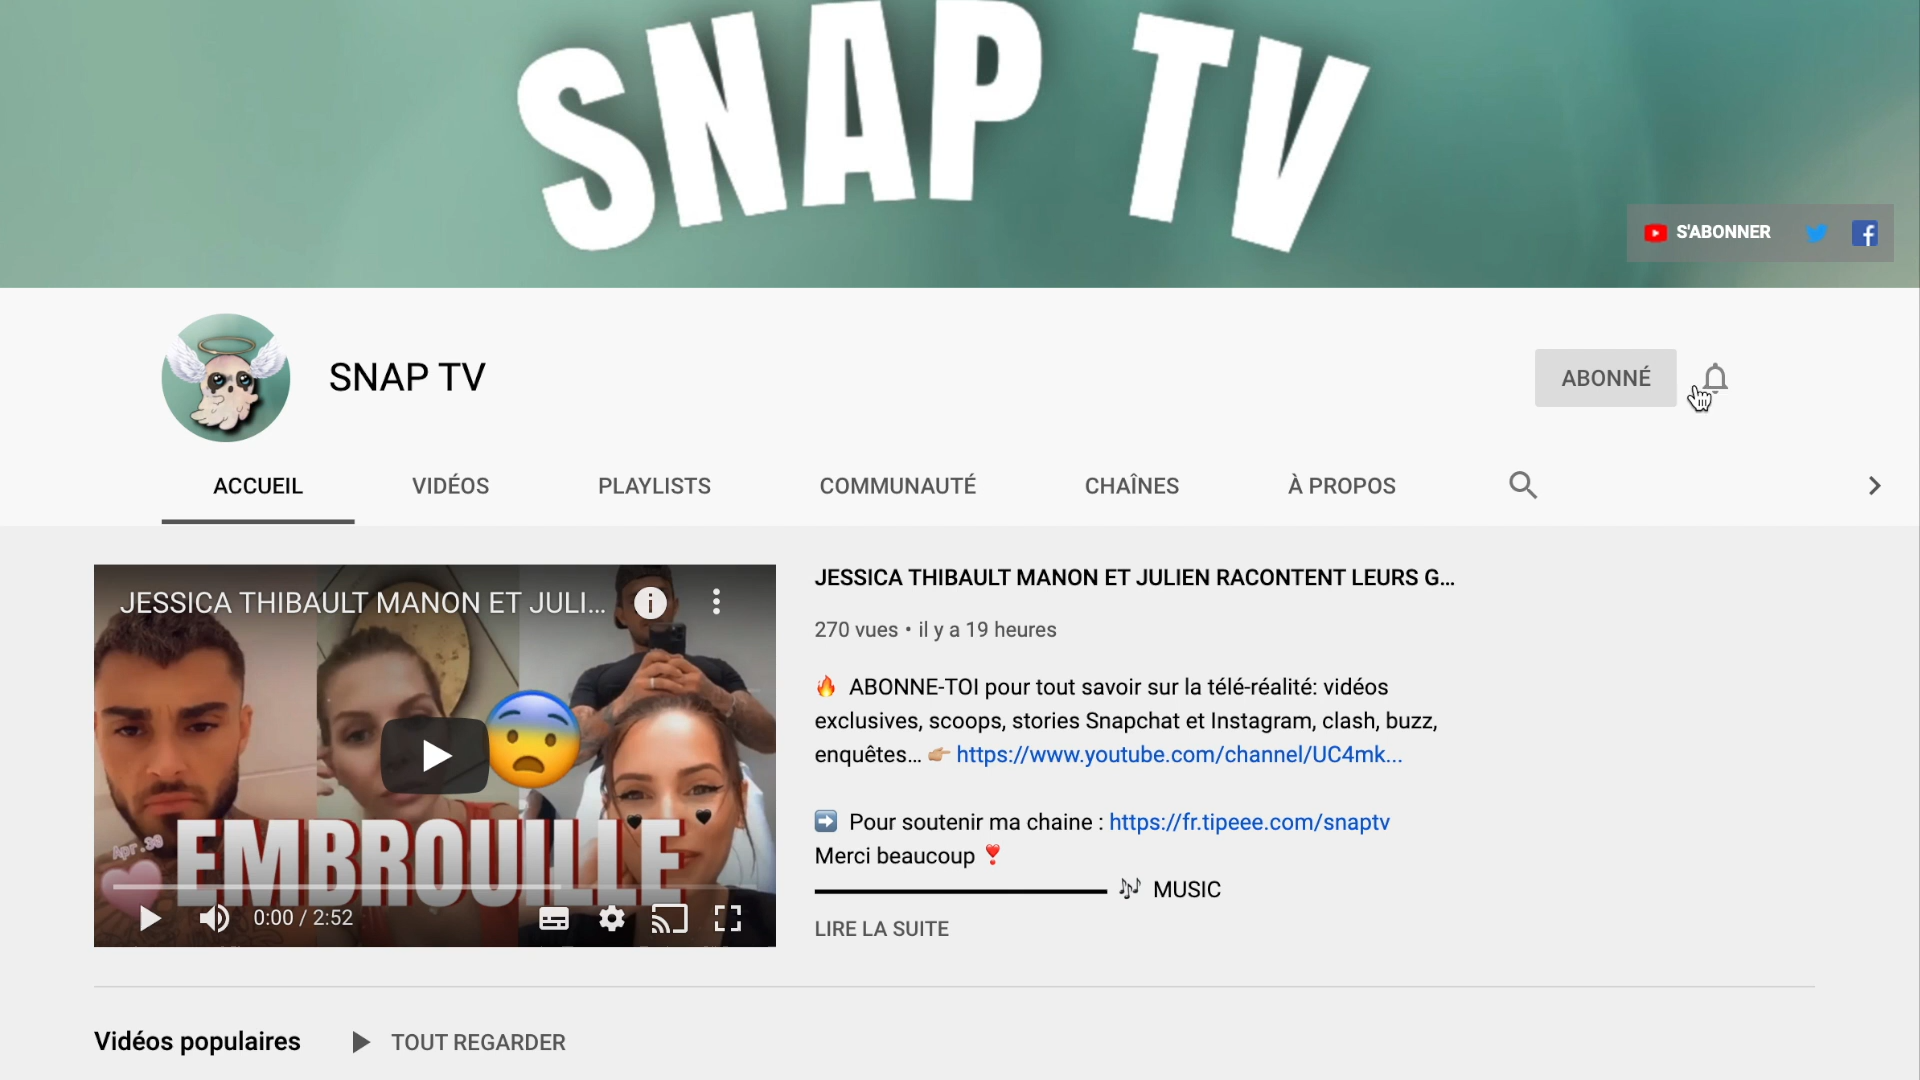 SNAP TV
S'ABONNER
SNAP TV
ABONNÉ
ACCUEIL
VIDÉOS
PLAYLISTS
COMMUNAUTÉ
CHAÎNES
À PROPOS
JESSICA THIBAULT MANON ET JULI...
Apr.30
EMBROUILLE
0:00 / 2:52
JESSICA THIBAULT MANON ET JULIEN RACONTENT LEURS G...
270 vues • il y a 19 heures
🔥 ABONNE-TOI pour tout savoir sur la télé-réalité: vidéos
exclusives, scoops, stories Snapchat et Instagram, clash, buzz,
enquêtes... 👉🏼 https://www.youtube.com/channel/UC4mk...
➡️ Pour soutenir ma chaine : https://fr.tipeee.com/snaptv
Merci beaucoup ❣️
🎶 MUSIC
LIRE LA SUITE
Vidéos populaires
TOUT REGARDER